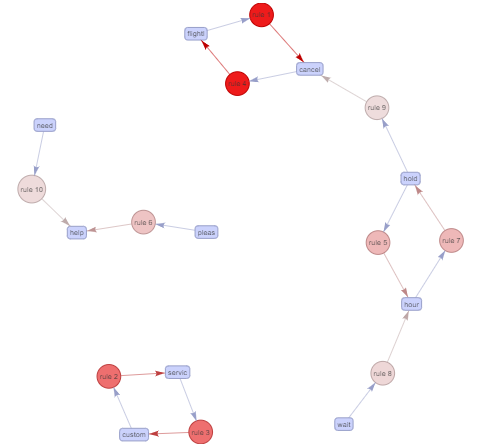 rule 1
flightl
cancel
rule 4
rule 9
need
hold
rule 10
rule 6
help
pleas
rule 5
rule 7
hour
rule 2
servic
rule 8
custom
rule 3
wait